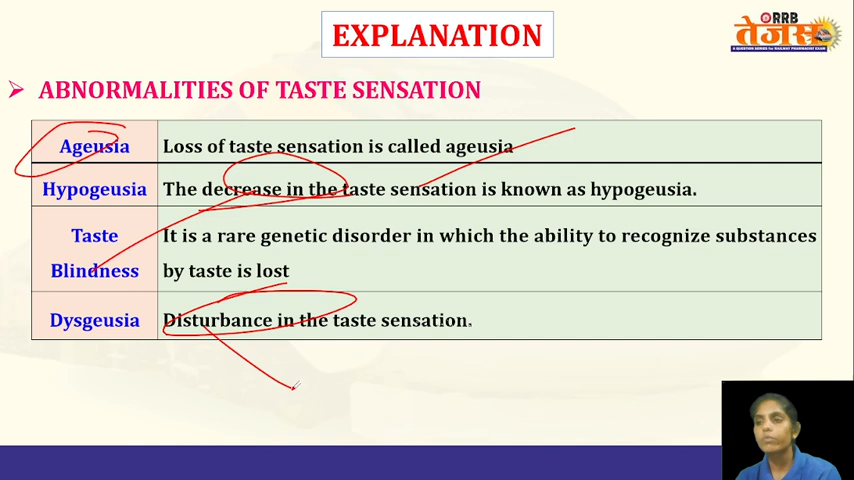 EXPLANATION
RRB
तेजस
A QUESTION SERIES for RAILWAY PHARMACIST EXAM
➢ ABNORMALITIES OF TASTE SENSATION
Ageusia Loss of taste sensation is called ageusia
Hypogeusia The decrease in the taste sensation is known as hypogeusia.
Taste It is a rare genetic disorder in which the ability to recognize substances
Blindness by taste is lost
Dysgeusia Disturbance in the taste sensation.